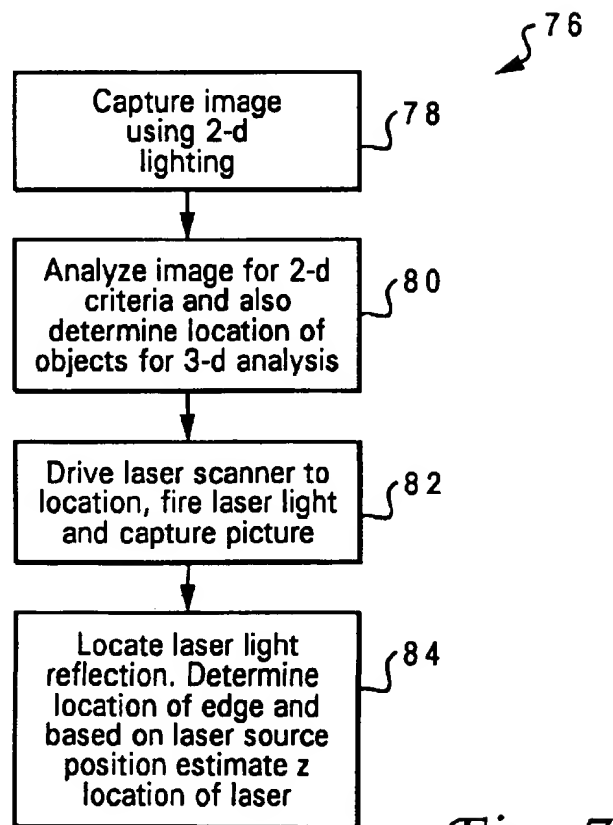 76
Capture image
using 2-d
lighting
78
Analyze image for 2-d
criteria and also
determine location of
objects for 3-d analysis
80
Drive laser scanner to
location, fire laser light
and capture picture
82
Locate laser light
reflection. Determine
location of edge and
based on laser source
position estimate z
location of laser
84